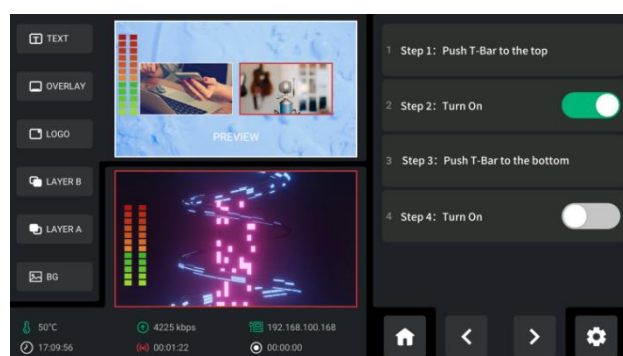 TEXT
OVERLAY
LOGO
LAYER B
LAYER A
BG
PREVIEW
50°C
4225 kbps
192.168.100.168
17:09:56
00:01:22
00:00:00
1 Step 1: Push T-Bar to the top
2 Step 2: Turn On
3 Step 3: Push T-Bar to the bottom
4 Step 4: Turn On